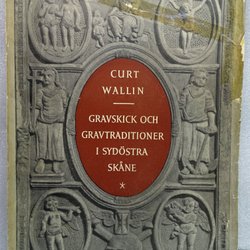 CURT
WALLIN
GRAVSKICK OCH
GRAVTRADITIONER
I SYDÖSTRA
SKÅNE
*